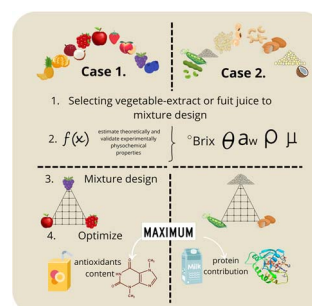 Case 1.
Case 2.
1. Selecting vegetable-extract or fuit juice to
mixture design
2. f(x)
estimate theoretically and
validate experimentally
physochemical
properties
°Brix θ aw ρ μ
3. Mixture design
4. Optimize
MAXIMUM
antioxidants
content
protein
contribution
Milk